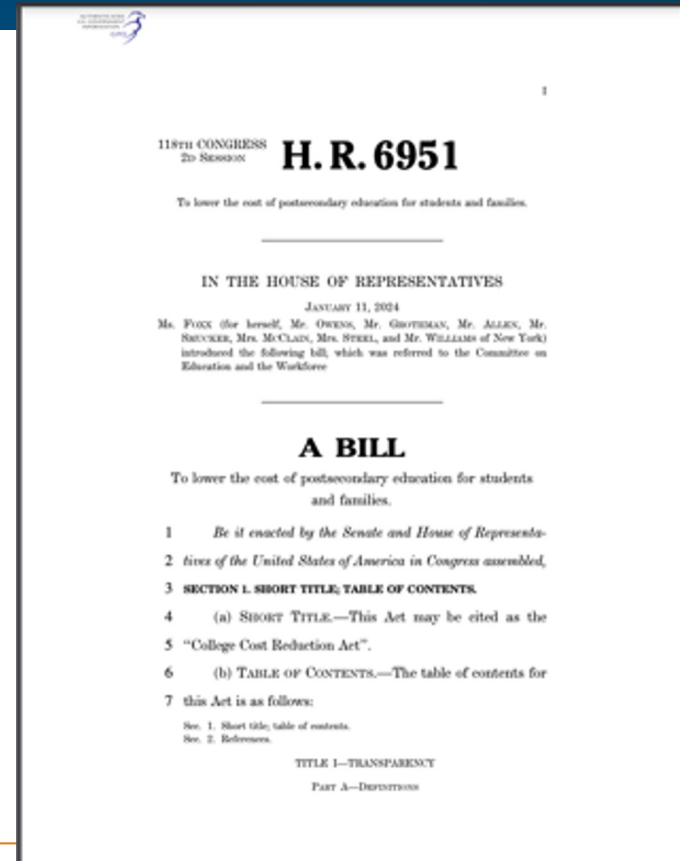 AUTHENTICATED
U.S. GOVERNMENT
INFORMATION
GPO
I
118TH CONGRESS
2D SESSION
H. R. 6951
To lower the cost of postsecondary education for students and families.
IN THE HOUSE OF REPRESENTATIVES
JANUARY 11, 2024
Ms. FOXX (for herself, Mr. OWENS, Mr. GROTHMAN, Mr. ALLEN, Mr.
SMUCKER, Mrs. MCCLAIN, Mrs. STEEL, and Mr. WILLIAMS of New York)
introduced the following bill; which was referred to the Committee on
Education and the Workforce
A BILL
To lower the cost of postsecondary education for students
and families.
1 Be it enacted by the Senate and House of Representa-
2 tives of the United States of America in Congress assembled,
3 SECTION 1. SHORT TITLE; TABLE OF CONTENTS.
4 (a) SHORT TITLE.—This Act may be cited as the
5 “College Cost Reduction Act”.
6 (b) TABLE OF CONTENTS.—The table of contents for
7 this Act is as follows:
Sec. 1. Short title; table of contents.
Sec. 2. References.
TITLE I—TRANSPARENCY
PART A—DEFINITIONS